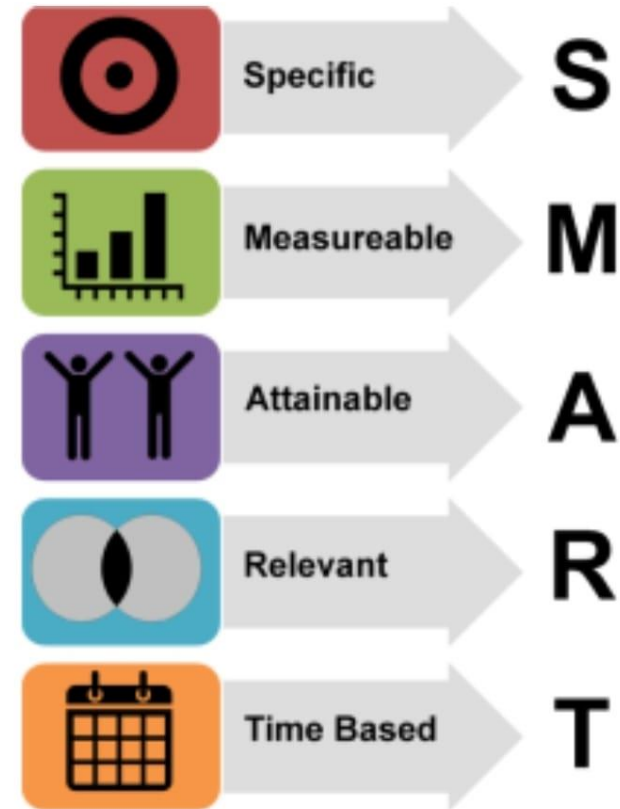 Specific S
Measureable M
Attainable A
Relevant R
Time Based T